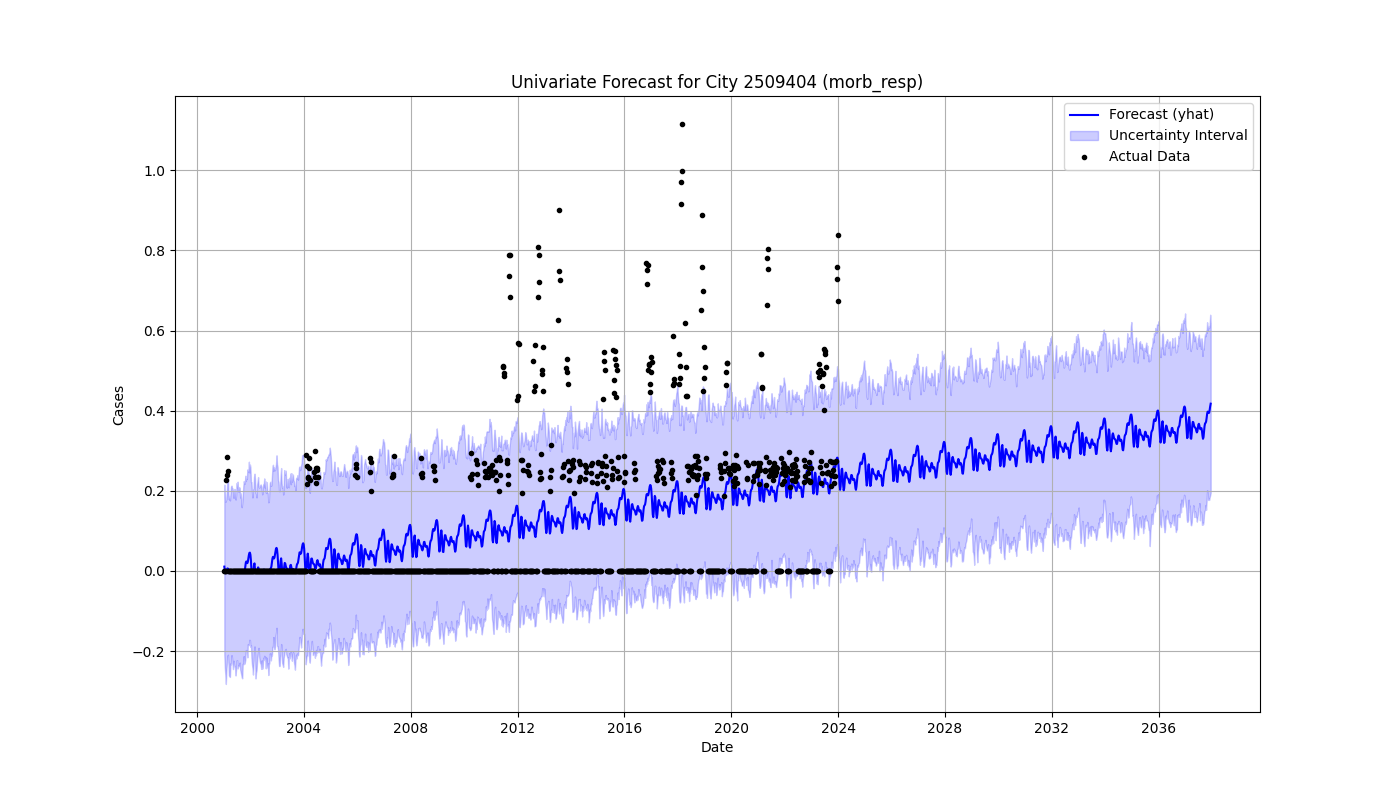 Univariate Forecast for City 2509404 (morb_resp)
Forecast (yhat)
Uncertainty Interval
Actual Data
Cases
1.0
0.8
0.6
0.4
0.2
0.0
−0.2
2000 2004 2008 2012 2016 2020 2024 2028 2032 2036
Date